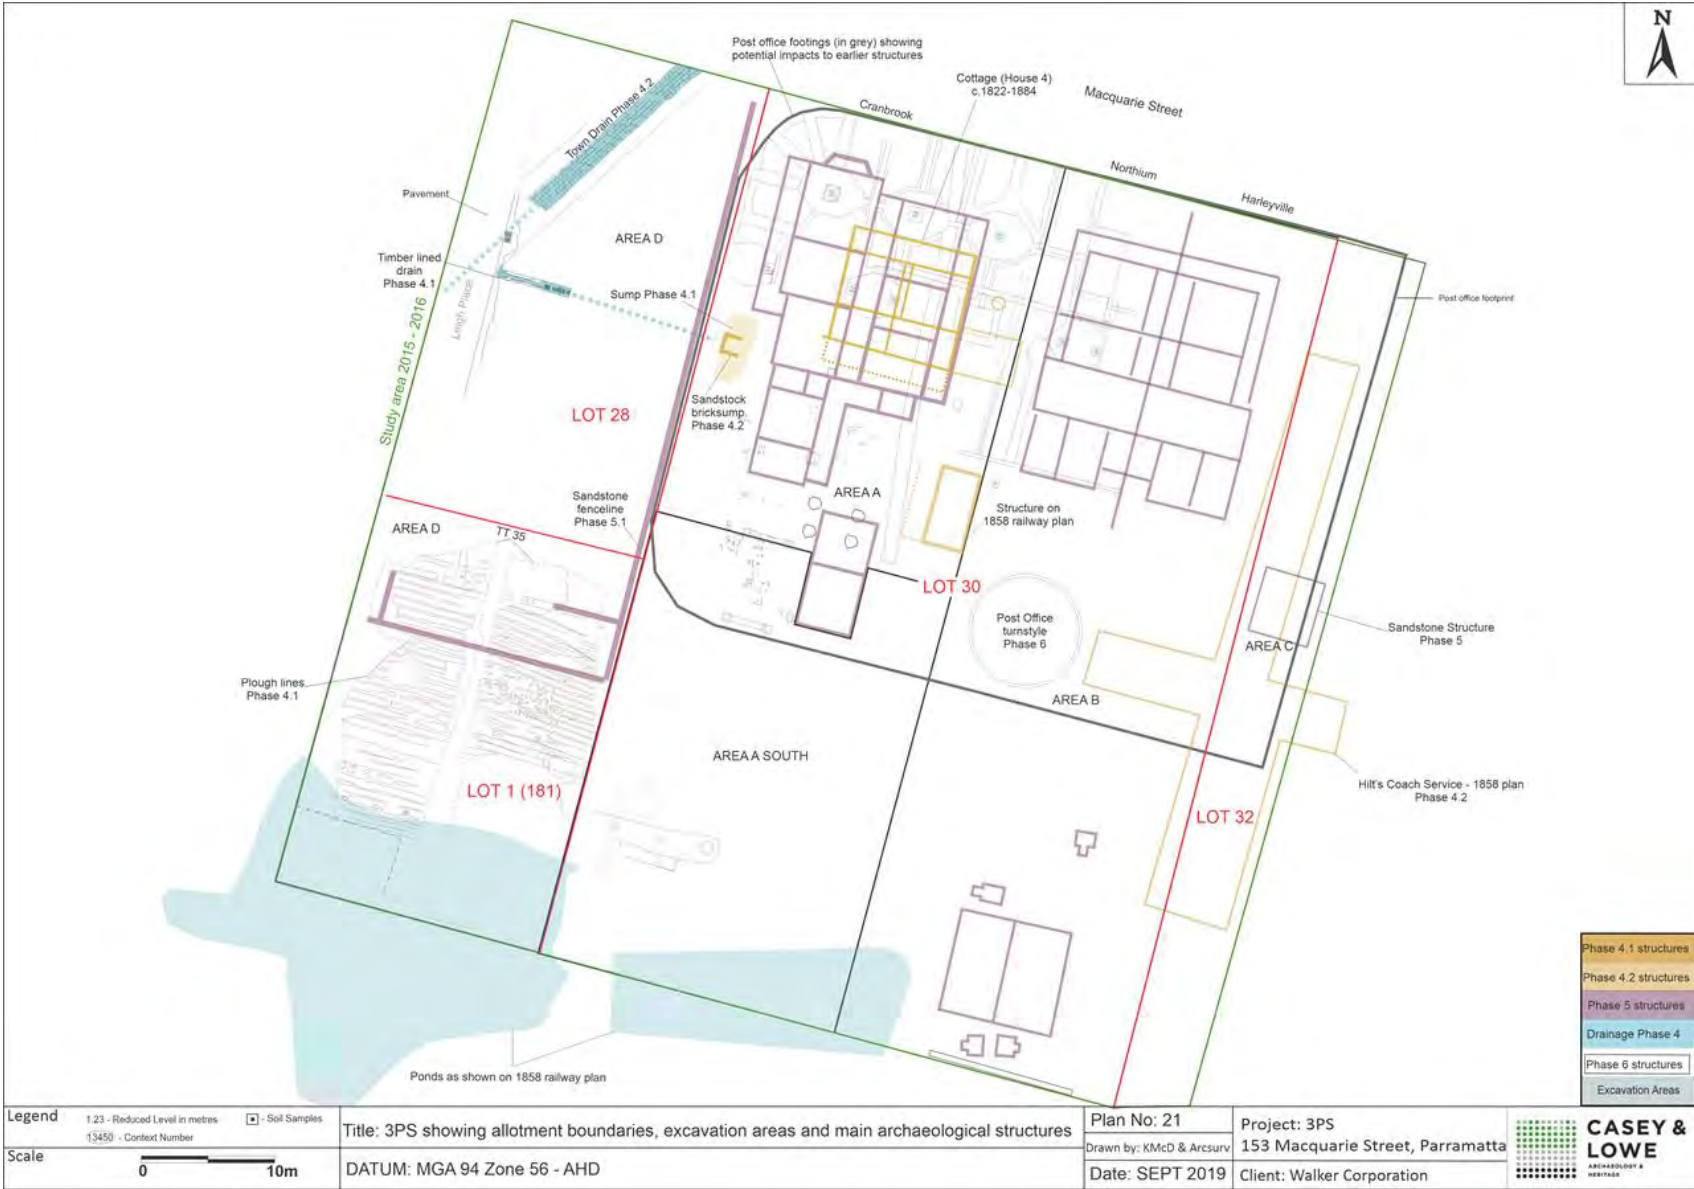 N
Post office footings (in grey) showing
potential impacts to earlier structures
Cottage (House 4)
c.1822-1884
Macquarie Street
Cranbrook
Northium
Harleyville
Town Drain Phase 4.2
Pavement
AREA D
Timber lined
drain
Phase 4.1
Sump Phase 4.1
Leigh Place
Study area 2015 - 2016
Post office footprint
Sandstock
bricksump.
Phase 4.2
LOT 28
Sandstone
fenceline
Phase 5.1
AREA A
Structure on
1858 railway plan
AREA D
TT 35
LOT 30
Post Office
turnstyle
Phase 6
Sandstone Structure
Phase 5
AREA C
Plough lines
Phase 4.1
AREA B
AREA A SOUTH
LOT 1 (181)
Hilt's Coach Service - 1858 plan
Phase 4.2
LOT 32
Ponds as shown on 1858 railway plan
Phase 4.1 structures
Phase 4.2 structures
Phase 5 structures
Drainage Phase 4
Phase 6 structures
Excavation Areas
Legend
1.23 - Reduced Level in metres
- Soil Samples
13450 - Context Number
Scale
0 10m
Title: 3PS showing allotment boundaries, excavation areas and main archaeological structures
DATUM: MGA 94 Zone 56 - AHD
Plan No: 21
Drawn by: KMcD & Arcsurv
Date: SEPT 2019
Project: 3PS
153 Macquarie Street, Parramatta
Client: Walker Corporation
CASEY &
LOWE
ARCHAEOLOGY &
HERITAGE